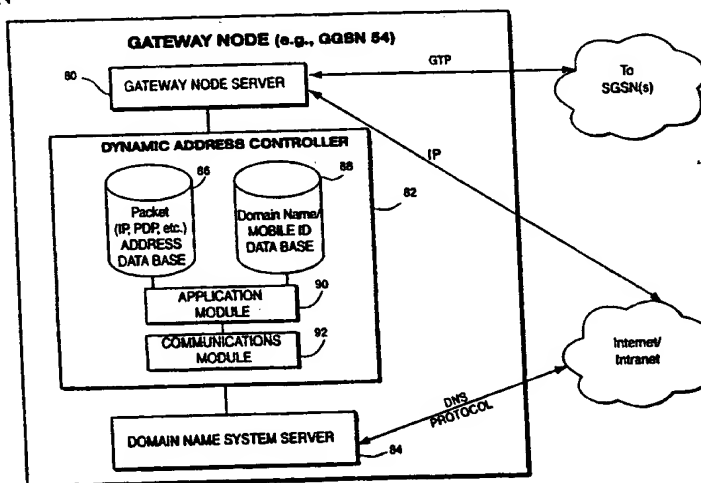 GATEWAY NODE (e.g., GGSN 54)
80
GATEWAY NODE SERVER
GTP
To
SGSN(s)
IP
DYNAMIC ADDRESS CONTROLLER
86
88
82
Packet
(IP, PDP, etc.)
ADDRESS
DATA BASE
Domain Name/
MOBILE ID
DATA BASE
APPLICATION
MODULE
90
COMMUNICATIONS
MODULE
92
Internet/
Intranet
DNS
PROTOCOL
DOMAIN NAME SYSTEM SERVER
84